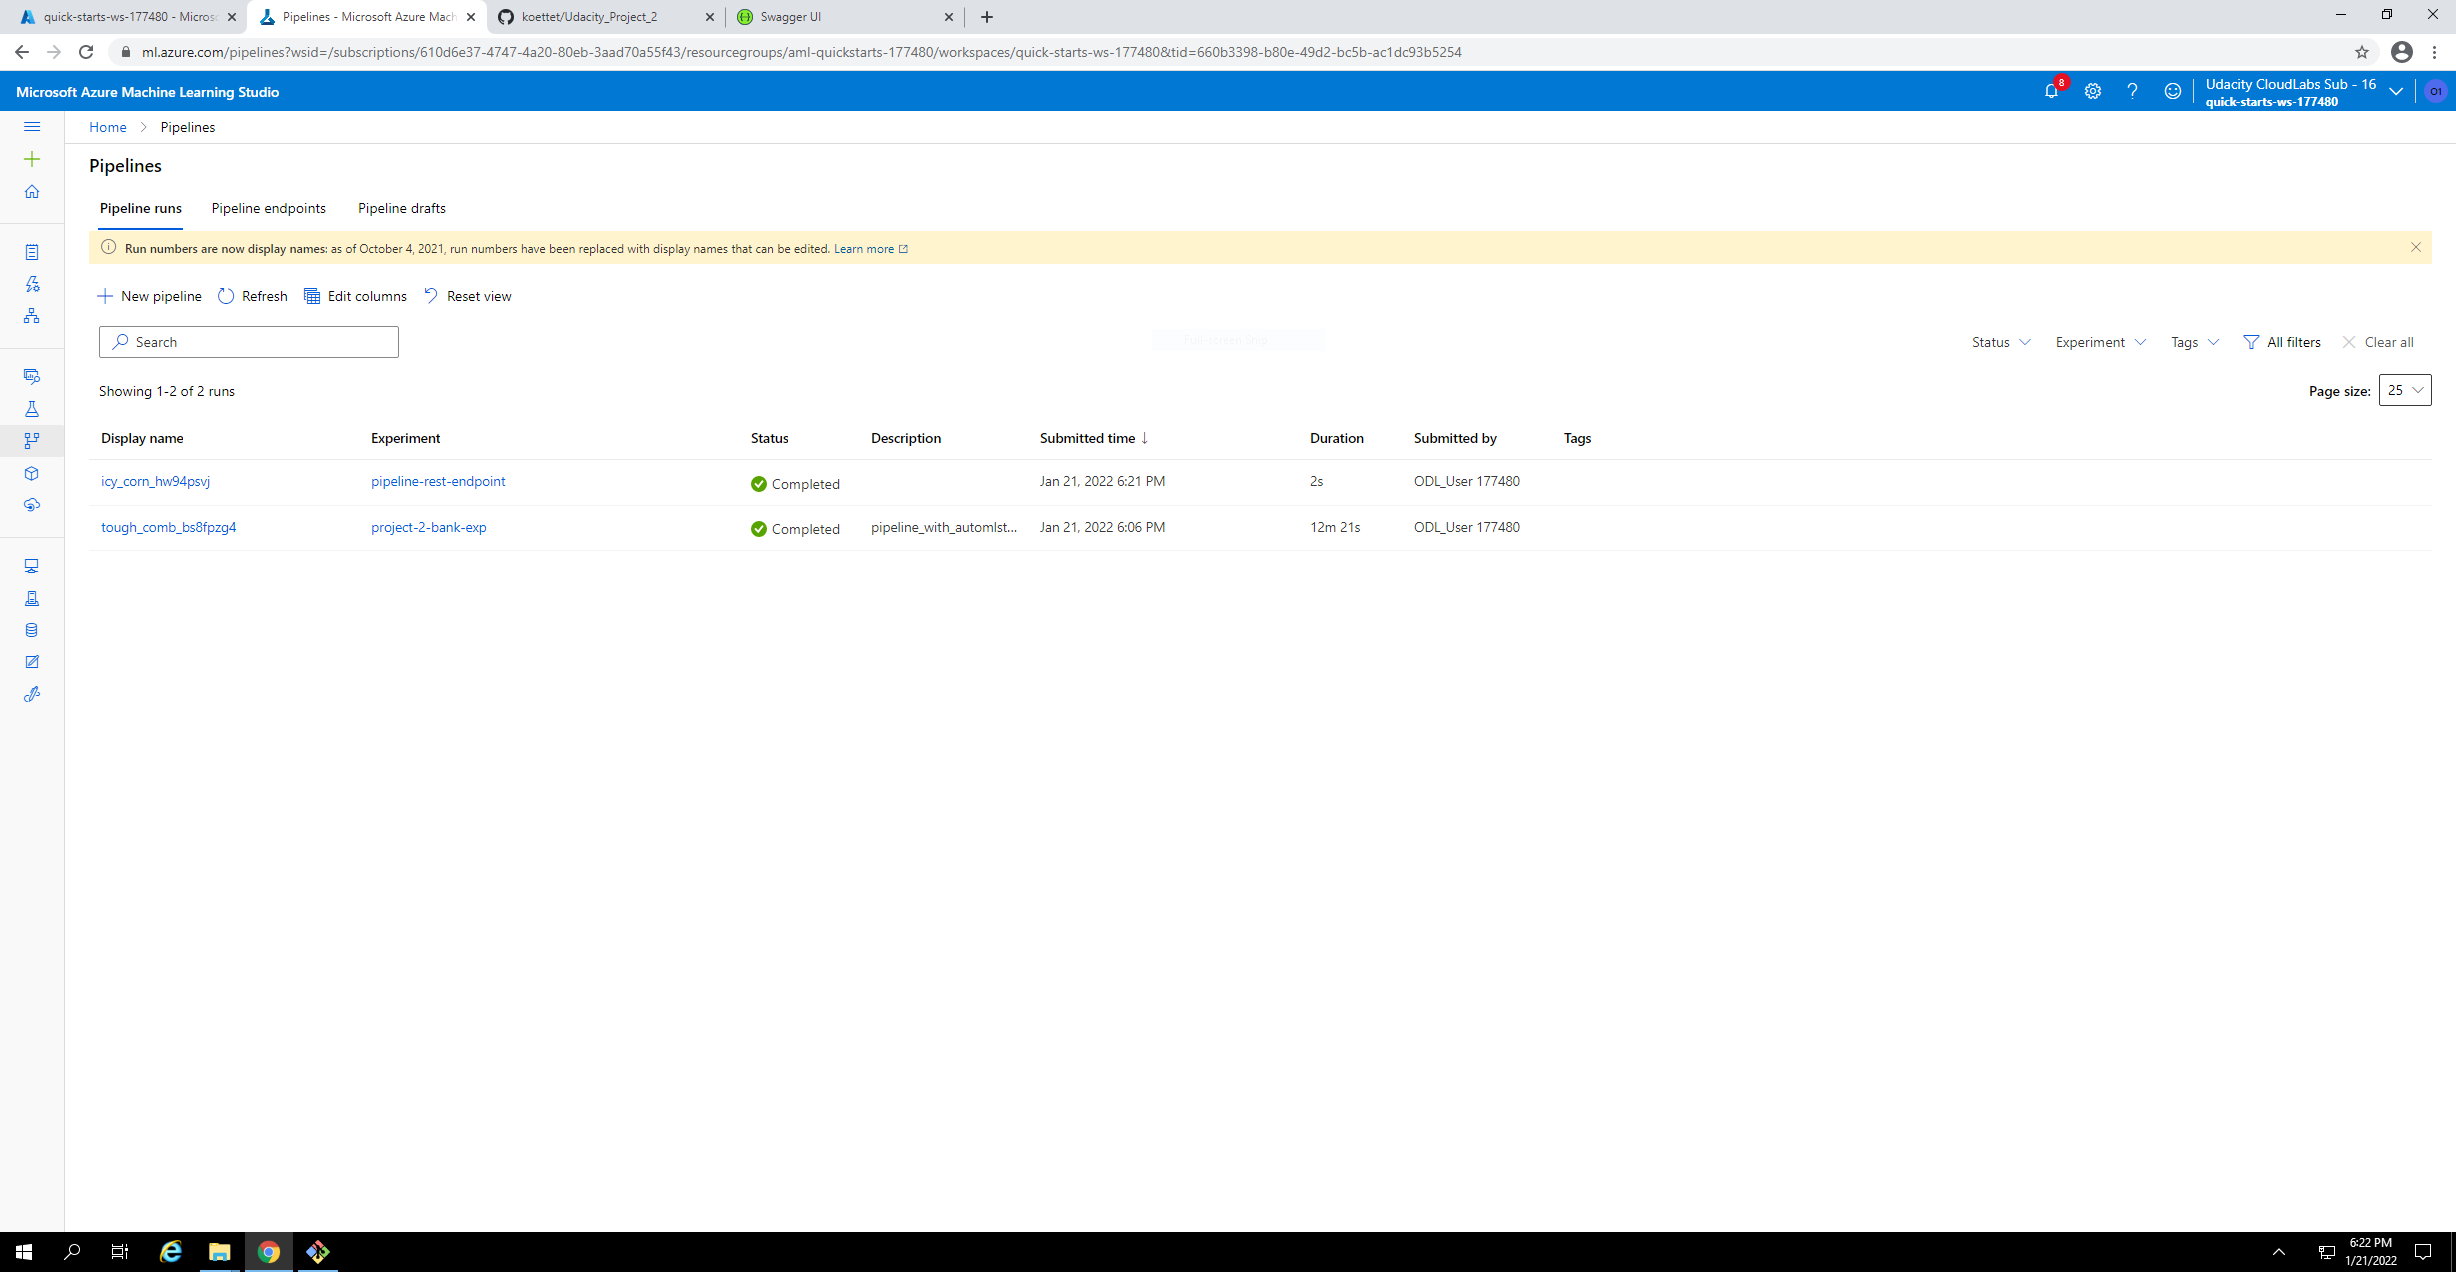 quick-starts-ws-177480 - Microso
Pipelines - Microsoft Azure Mach
koettet/Udacity_Project_2
Swagger UI
ml.azure.com/pipelines?wsid=/subscriptions/610d6e37-4747-4a20-80eb-3aad70a55f43/resourcegroups/aml-quickstarts-177480/workspaces/quick-starts-ws-177480&tid=660b3398-b80e-49d2-bc5b-ac1dc93b5254
Microsoft Azure Machine Learning Studio
8
Udacity CloudLabs Sub - 16
quick-starts-ws-177480
O1
Home
Pipelines
Pipelines
Pipeline runs
Pipeline endpoints
Pipeline drafts
Run numbers are now display names: as of October 4, 2021, run numbers have been replaced with display names that can be edited. Learn more
New pipeline
Refresh
Edit columns
Reset view
Search
Status
Experiment
Tags
All filters
Clear all
Showing 1-2 of 2 runs
Page size: 25
Display name Experiment Status Description Submitted time ↓ Duration Submitted by Tags
icy_corn_hw94psvj pipeline-rest-endpoint Completed Jan 21, 2022 6:21 PM 2s ODL_User 177480
tough_comb_bs8fpzg4 project-2-bank-exp Completed pipeline_with_automlst... Jan 21, 2022 6:06 PM 12m 21s ODL_User 177480
6:22 PM
1/21/2022